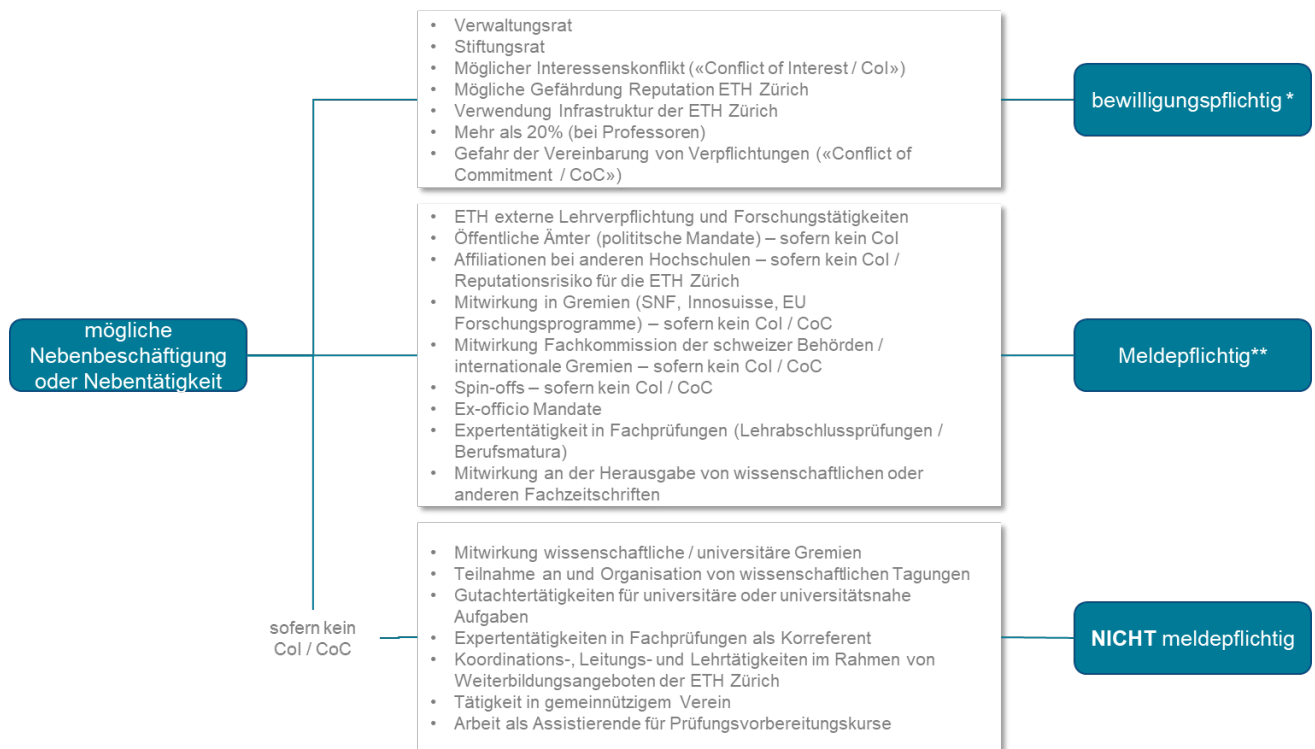 • Verwaltungsrat
• Stiftungsrat
• Möglicher Interessenskonflikt («Conflict of Interest / CoI»)
• Mögliche Gefährdung Reputation ETH Zürich
• Verwendung Infrastruktur der ETH Zürich
• Mehr als 20% (bei Professoren)
• Gefahr der Vereinbarung von Verpflichtungen («Conflict of
Commitment / CoC»)
bewilligungspflichtig *
mögliche
Nebenbeschäftigung
oder Nebentätigkeit
• ETH externe Lehrverpflichtung und Forschungstätigkeiten
• Öffentliche Ämter (polititsche Mandate) – sofern kein CoI
• Affiliationen bei anderen Hochschulen – sofern kein CoI /
Reputationsrisiko für die ETH Zürich
• Mitwirkung in Gremien (SNF, Innosuisse, EU
Forschungsprogramme) – sofern kein CoI / CoC
• Mitwirkung Fachkommission der schweizer Behörden /
internationale Gremien – sofern kein CoI / CoC
• Spin-offs – sofern kein CoI / CoC
• Ex-officio Mandate
• Expertentätigkeit in Fachprüfungen (Lehrabschlussprüfungen /
Berufsmatura)
• Mitwirkung an der Herausgabe von wissenschaftlichen oder
anderen Fachzeitschriften
Meldepflichtig**
sofern kein
CoI / CoC
• Mitwirkung wissenschaftliche / universitäre Gremien
• Teilnahme an und Organisation von wissenschaftlichen Tagungen
• Gutachtertätigkeiten für universitäre oder universitätsnahe
Aufgaben
• Expertentätigkeiten in Fachprüfungen als Korreferent
• Koordinations-, Leitungs- und Lehrtätigkeiten im Rahmen von
Weiterbildungsangeboten der ETH Zürich
• Tätigkeit in gemeinnützigem Verein
• Arbeit als Assistierende für Prüfungsvorbereitungskurse
NICHT meldepflichtig